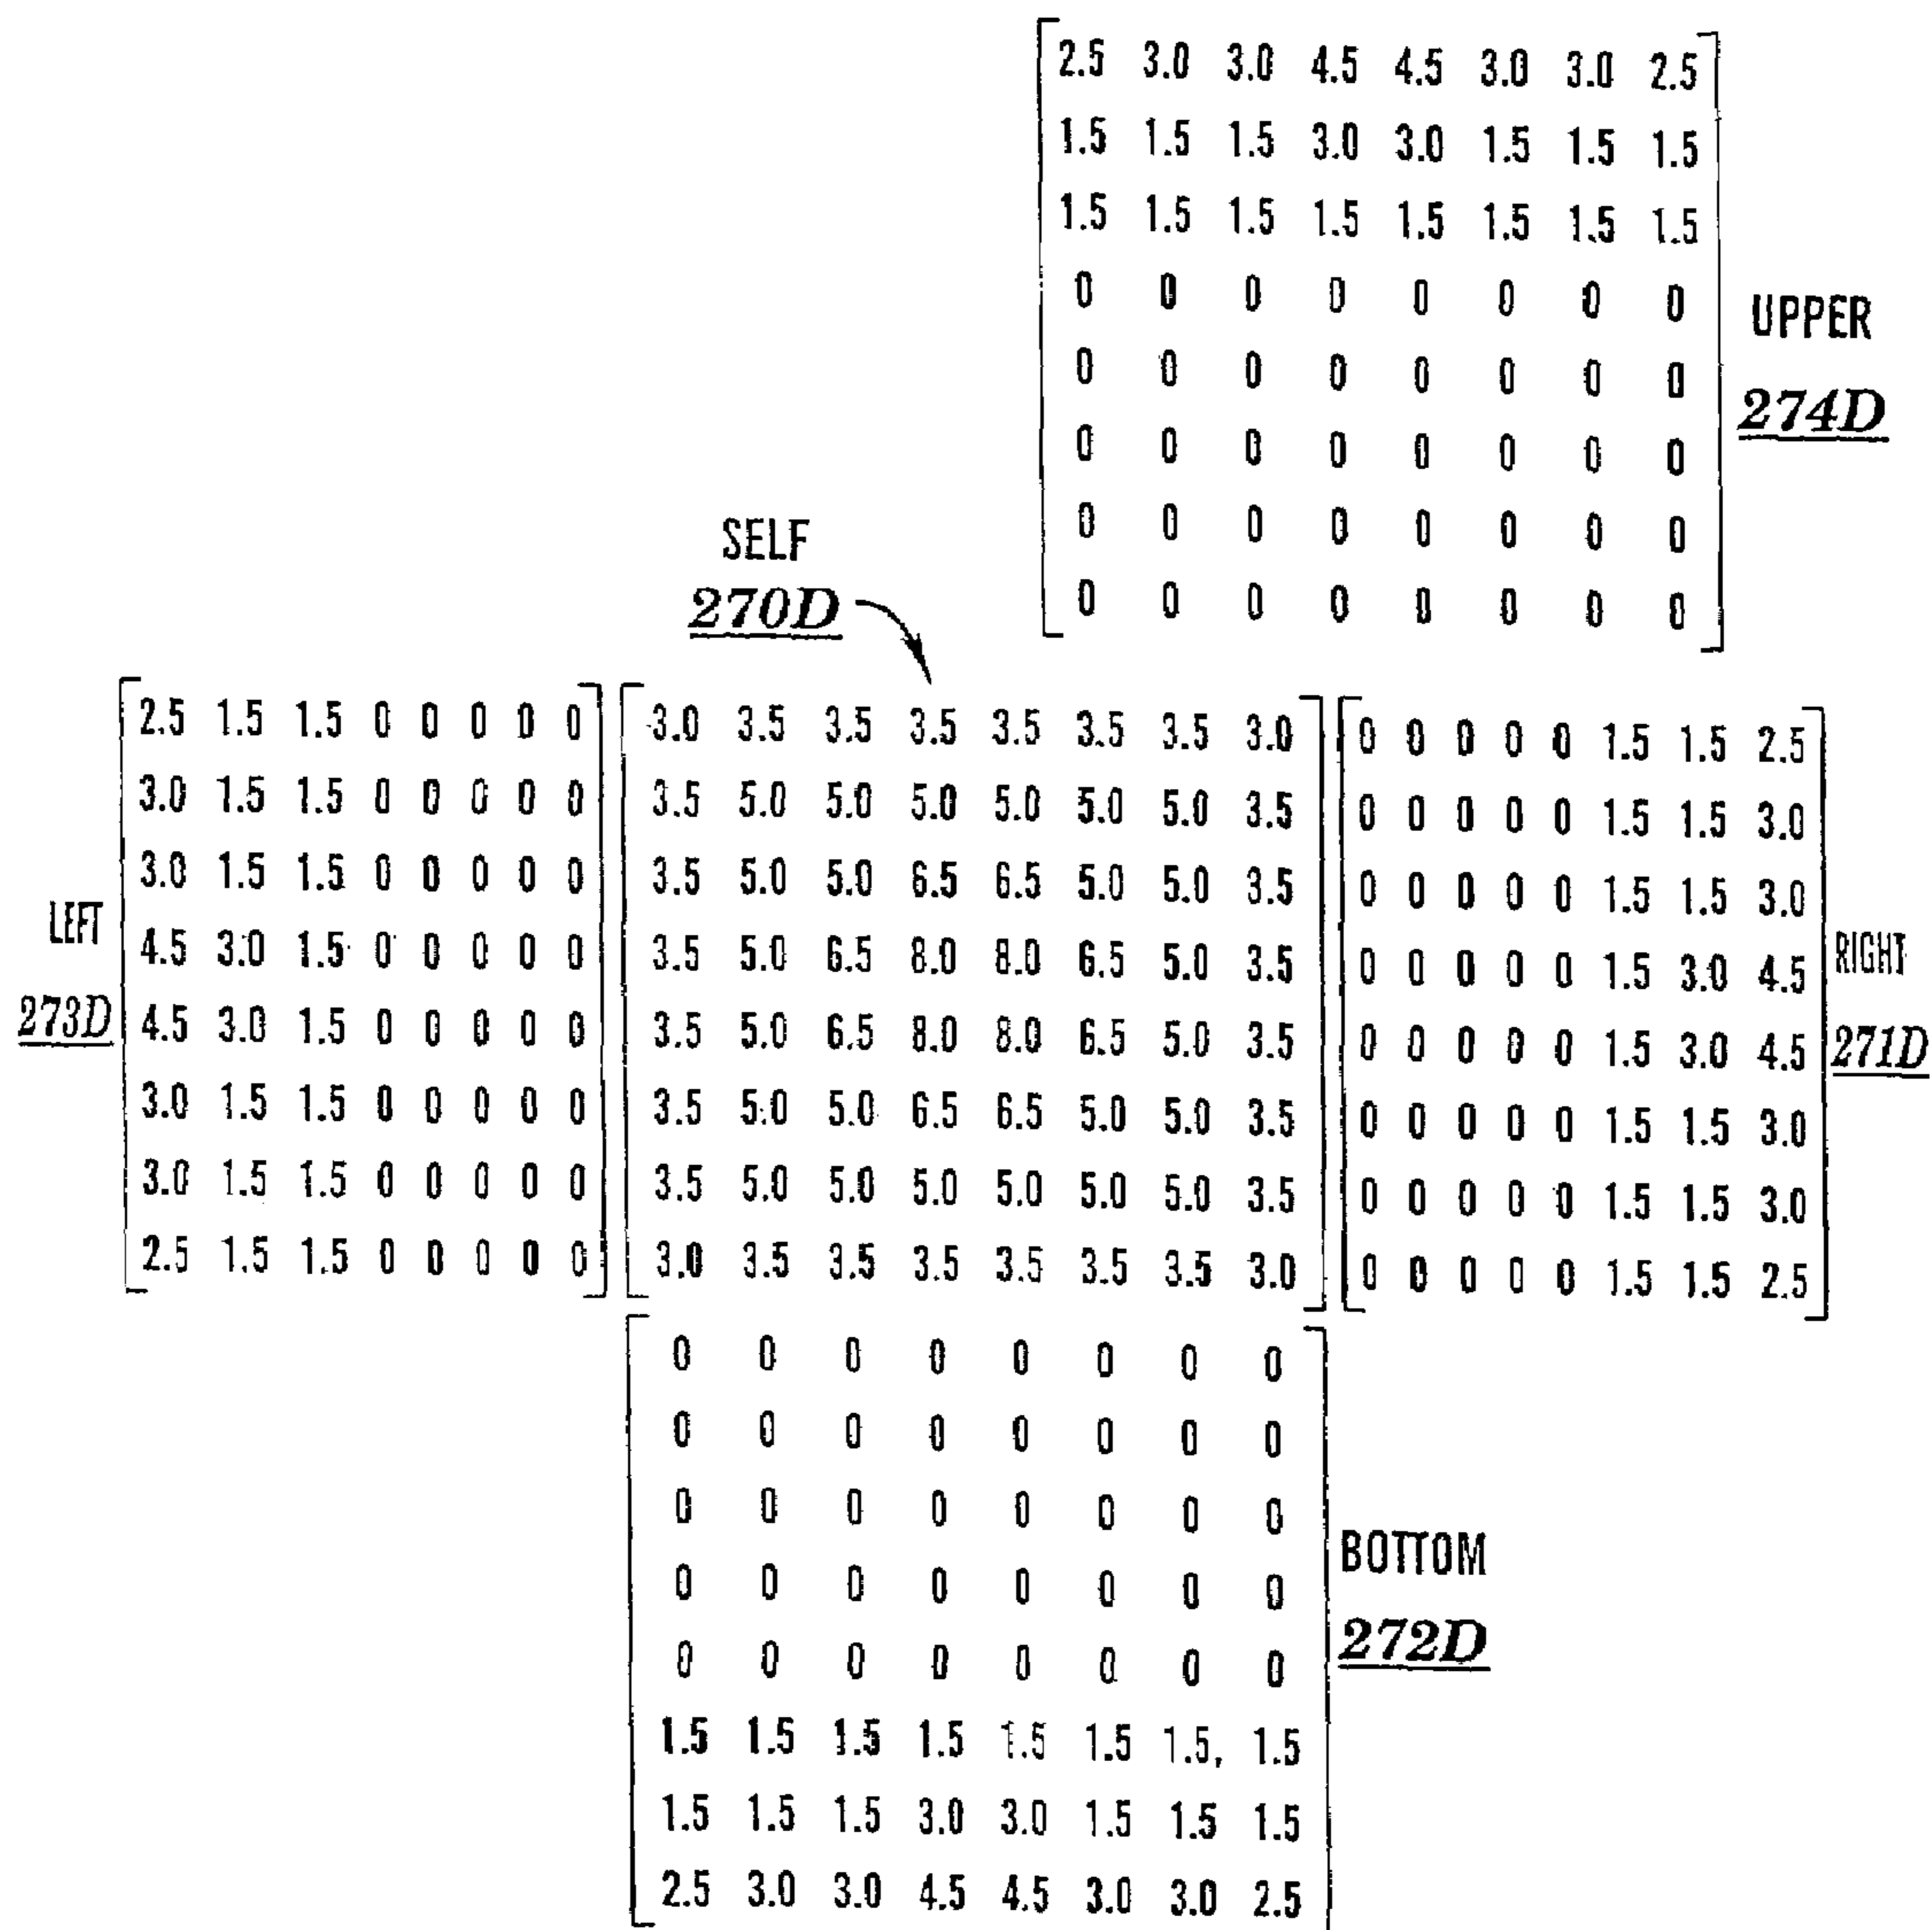 2.5 3.0 3.0 4.5 4.5 3.0 3.0 2.5
1.5 1.5 1.5 3.0 3.0 1.5 1.5 1.5
1.5 1.5 1.5 1.5 1.5 1.5 1.5 1.5
0 0 0 0 0 0 0 0
0 0 0 0 0 0 0 0
0 0 0 0 0 0 0 0
0 0 0 0 0 0 0 0
0 0 0 0 0 0 0 0
UPPER
274D
SELF
270D
LEFT
273D
2.5 1.5 1.5 0 0 0 0 0
3.0 1.5 1.5 0 0 0 0 0
3.0 1.5 1.5 0 0 0 0 0
4.5 3.0 1.5 0 0 0 0 0
4.5 3.0 1.5 0 0 0 0 0
3.0 1.5 1.5 0 0 0 0 0
3.0 1.5 1.5 0 0 0 0 0
2.5 1.5 1.5 0 0 0 0 0
3.0 3.5 3.5 3.5 3.5 3.5 3.5 3.0
3.5 5.0 5.0 5.0 5.0 5.0 5.0 3.5
3.5 5.0 5.0 6.5 6.5 5.0 5.0 3.5
3.5 5.0 6.5 8.0 8.0 6.5 5.0 3.5
3.5 5.0 6.5 8.0 8.0 6.5 5.0 3.5
3.5 5.0 5.0 6.5 6.5 5.0 5.0 3.5
3.5 5.0 5.0 5.0 5.0 5.0 5.0 3.5
3.0 3.5 3.5 3.5 3.5 3.5 3.5 3.0
0 0 0 0 0 1.5 1.5 2.5
0 0 0 0 0 1.5 1.5 3.0
0 0 0 0 0 1.5 1.5 3.0
0 0 0 0 0 1.5 3.0 4.5
0 0 0 0 0 1.5 3.0 4.5
0 0 0 0 0 1.5 1.5 3.0
0 0 0 0 0 1.5 1.5 3.0
0 0 0 0 0 1.5 1.5 2.5
RIGHT
271D
0 0 0 0 0 0 0 0
0 0 0 0 0 0 0 0
0 0 0 0 0 0 0 0
0 0 0 0 0 0 0 0
0 0 0 0 0 0 0 0
1.5 1.5 1.5 1.5 1.5 1.5 1.5, 1.5
1.5 1.5 1.5 3.0 3.0 1.5 1.5 1.5
2.5 3.0 3.0 4.5 4.5 3.0 3.0 2.5
BOTTOM
272D